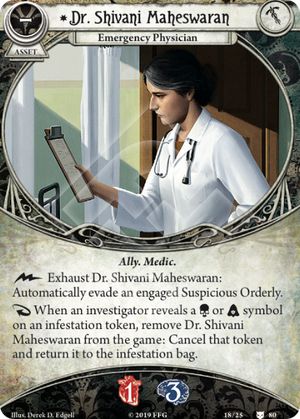 Dr. Shivani Maheswaran
Emergency Physician
ASSET
Ally. Medic.
Exhaust Dr. Shivani Maheswaran:
Automatically evade an engaged Suspicious Orderly.
When an investigator reveals a or symbol
on an infestation token, remove Dr. Shivani
Maheswaran from the game: Cancel that token
and return it to the infestation bag.
1 3
Illus. Derek D. Edgell © 2019 FFG 18/25 80